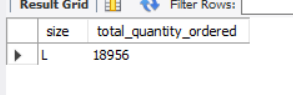 Result Grid Filter Rows:
size total_quantity_ordered
L 18956